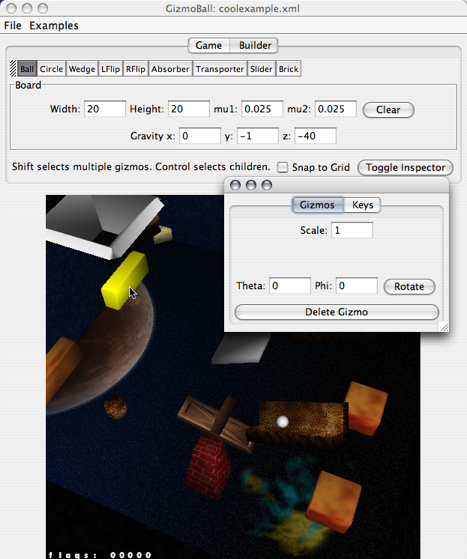 GizmoBall: coolexample.xml
File Examples
Game Builder
Ball Circle Wedge LFlip RFlip Absorber Transporter Slider Brick
Board
Width: 20 Height: 20 mu1: 0.025 mu2: 0.025 Clear
Gravity x: 0 y: -1 z: -40
Shift selects multiple gizmos. Control selects children. Snap to Grid Toggle Inspector
Gizmos Keys
Scale: 1
Theta: 0 Phi: 0 Rotate
Delete Gizmo
flags: 00000